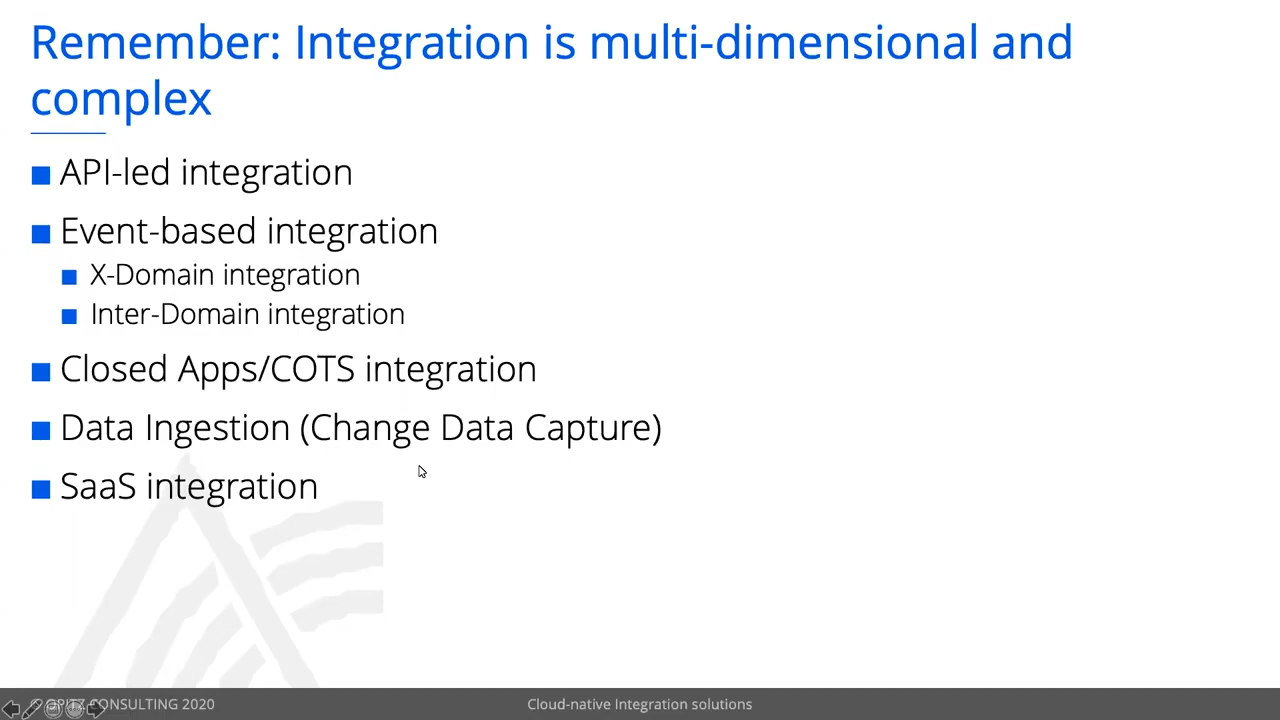 Remember: Integration is multi-dimensional and
complex
API-led integration
Event-based integration
X-Domain integration
Inter-Domain integration
Closed Apps/COTS integration
Data Ingestion (Change Data Capture)
SaaS integration
© OPITZ CONSULTING 2020
Cloud-native Integration solutions